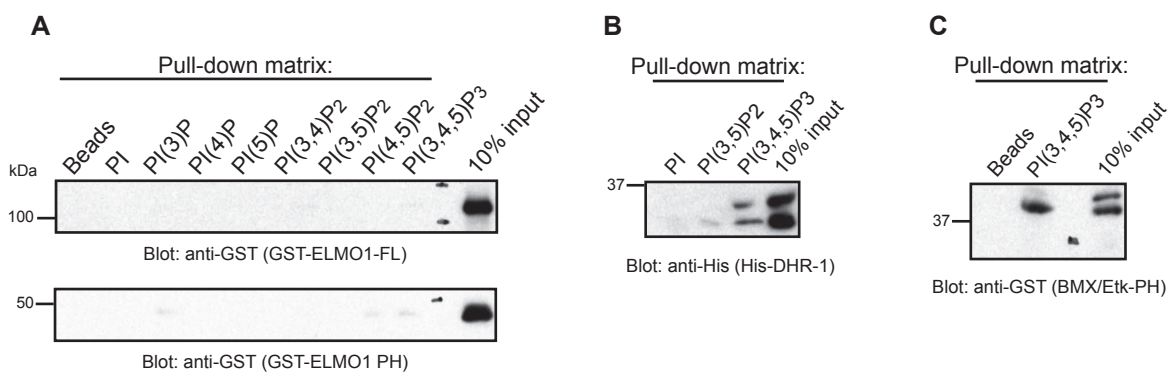 A
Pull-down matrix:
Beads
PI
PI(3)P
PI(4)P
PI(5)P
PI(3,4)P2
PI(3,5)P2
PI(4,5)P2
PI(3,4,5)P3
10% input
kDa
100
Blot: anti-GST (GST-ELMO1-FL)
50
Blot: anti-GST (GST-ELMO1 PH)
B
Pull-down matrix:
PI
PI(3,5)P2
PI(3,4,5)P3
10% input
37
Blot: anti-His (His-DHR-1)
C
Pull-down matrix:
Beads
PI(3,4,5)P3
10% input
37
Blot: anti-GST (BMX/Etk-PH)